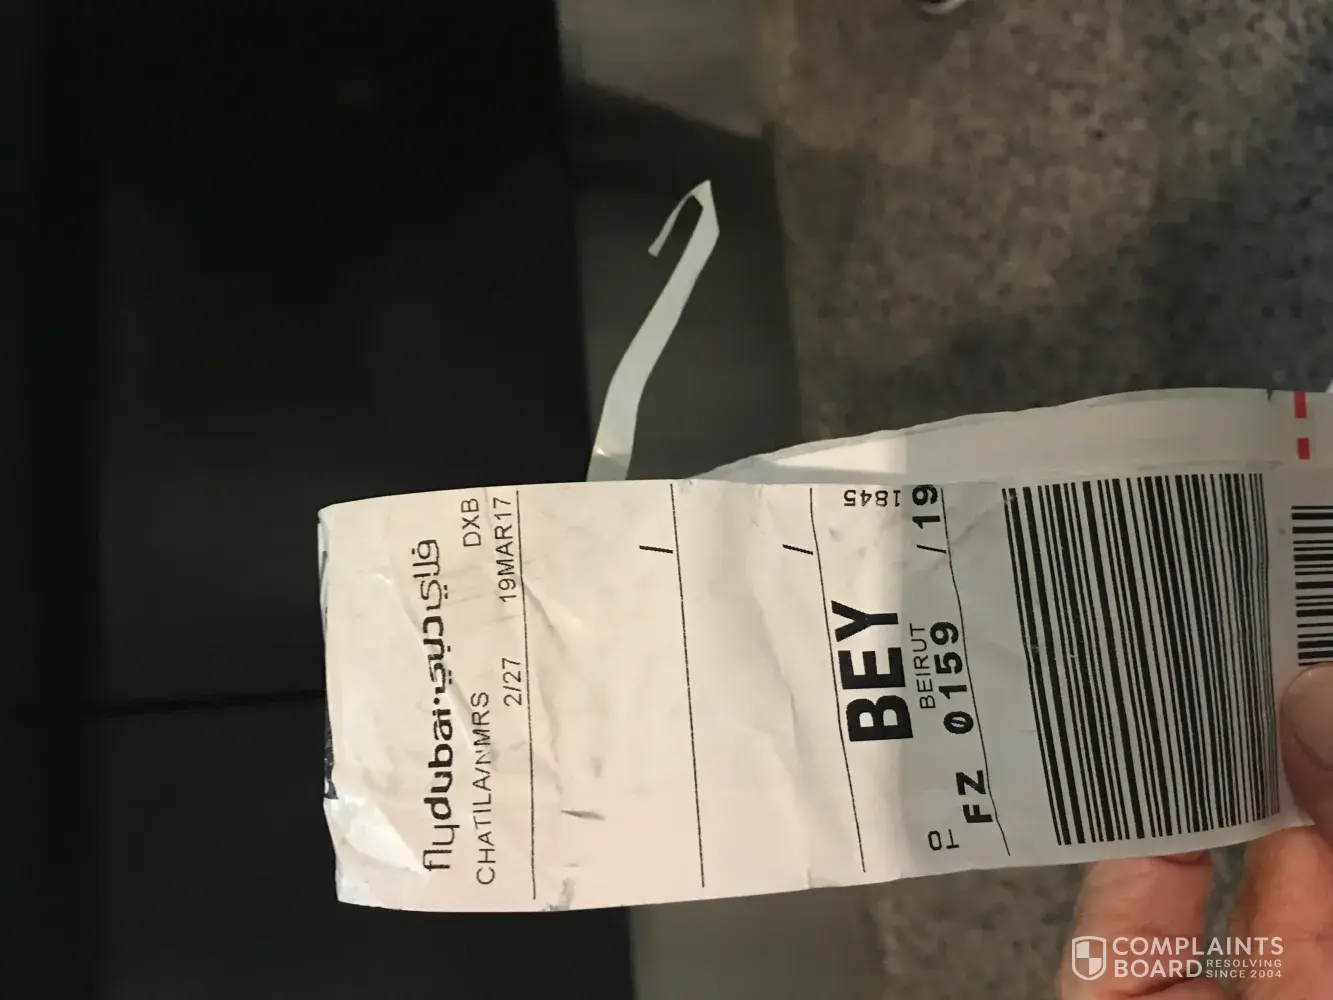 flydubai•فلاي دبي
CHATILA/NMRS DXB
2/27 19MAR17
/
/
1845
BEY
BEIRUT
TO
FZ 0159 / 19
COMPLAINTS
BOARD RESOLVING
SINCE 2004